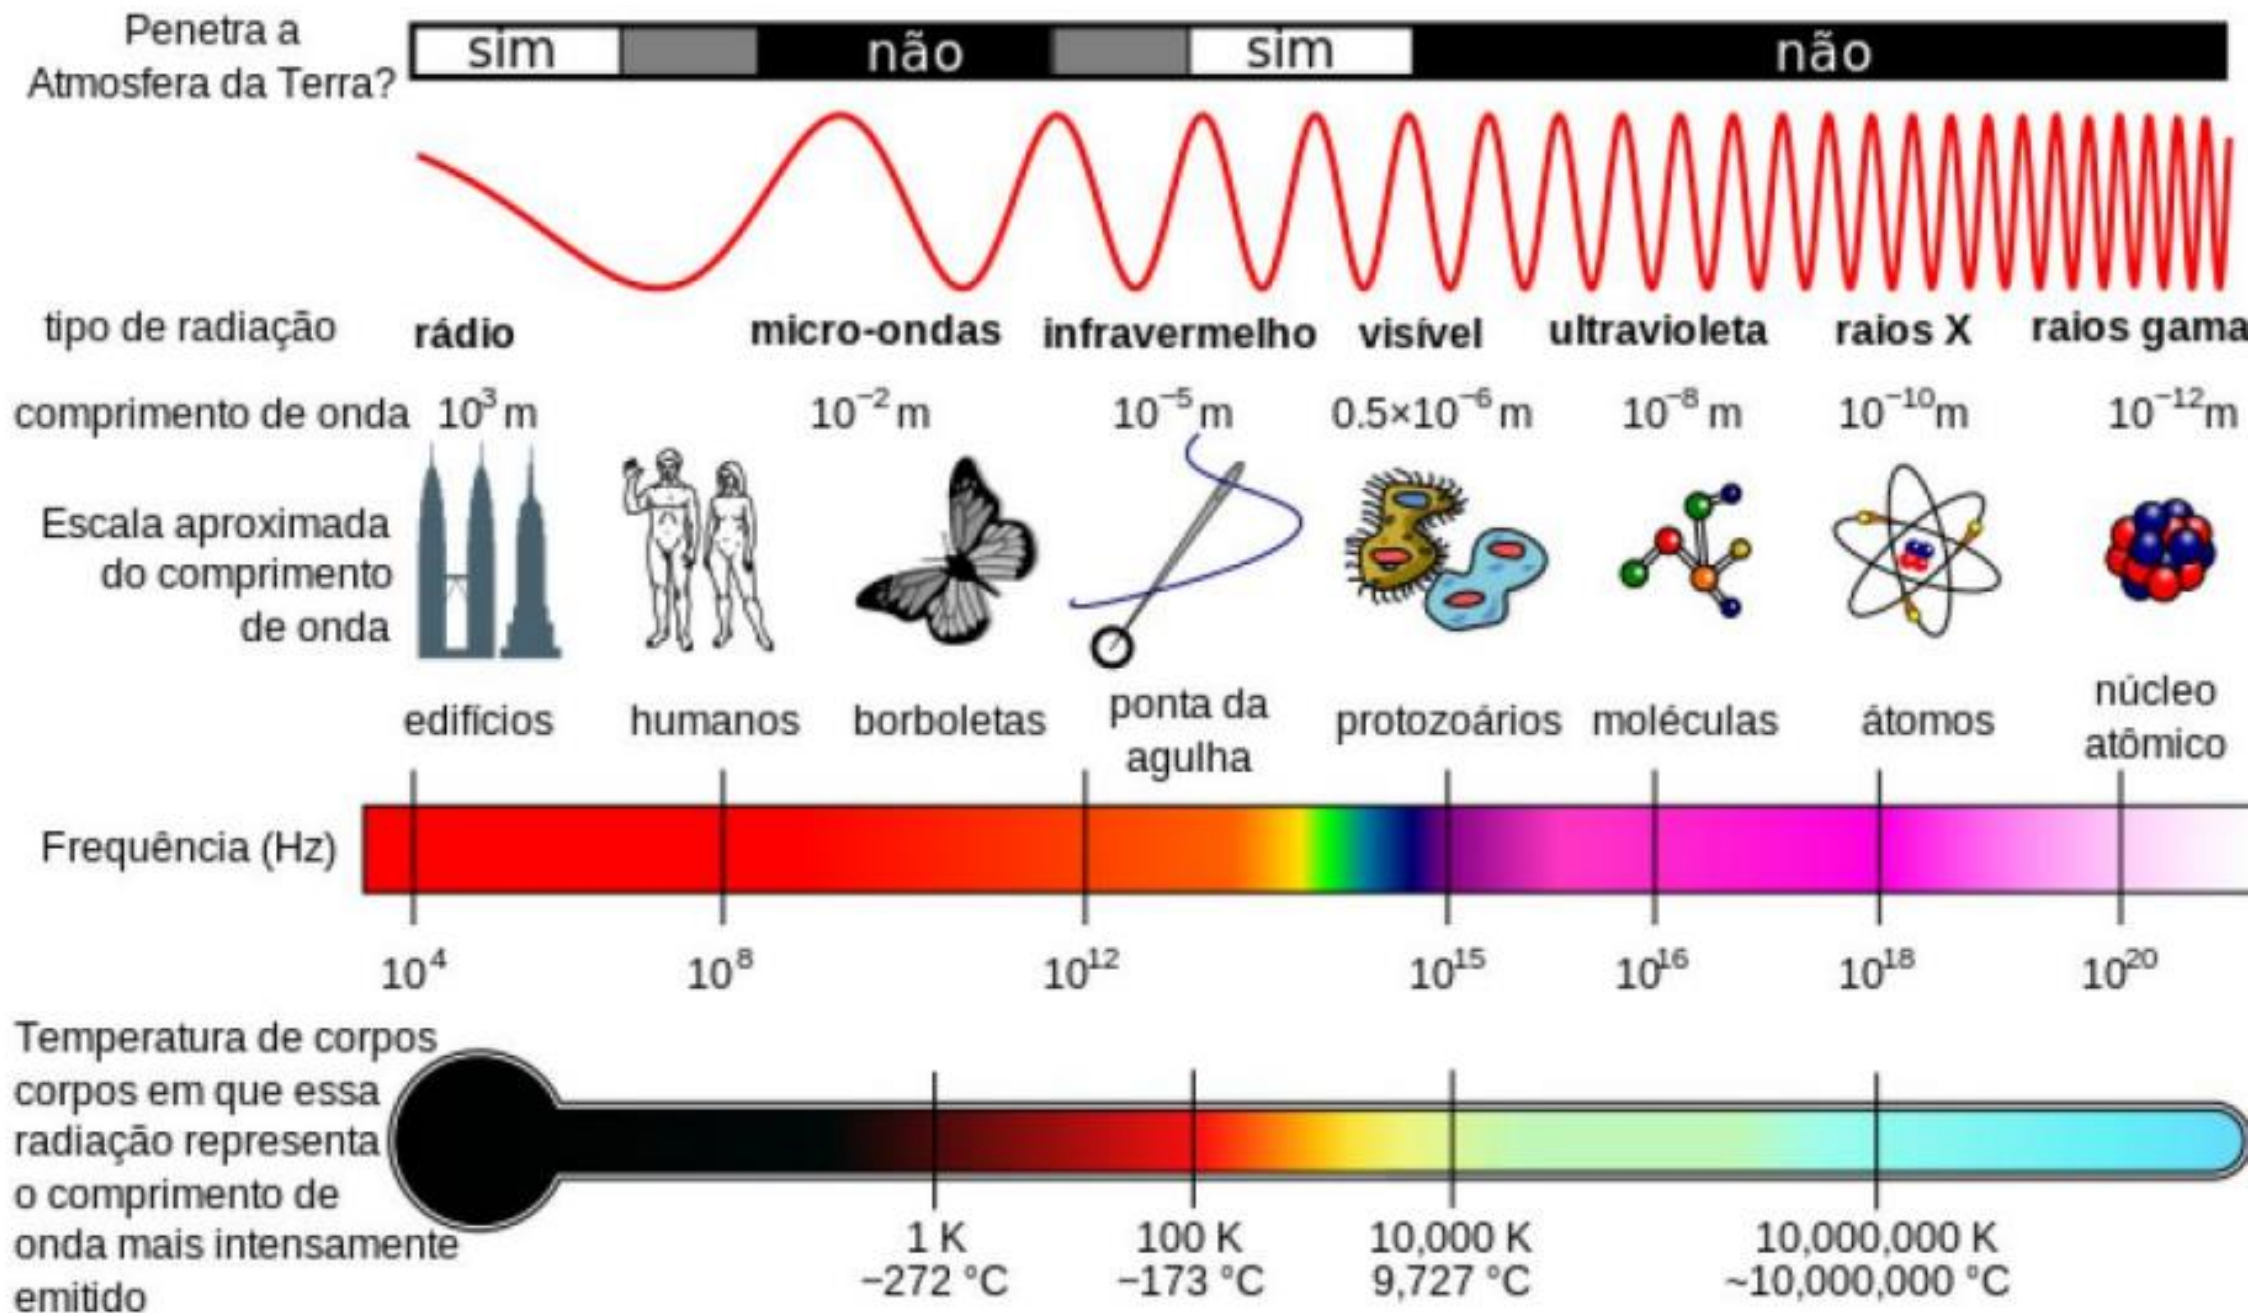 Penetra a
Atmosfera da Terra?
sim não sim não
tipo de radiação rádio micro-ondas infravermelho visível ultravioleta raios X raios gama
comprimento de onda 10³ m 10⁻² m 10⁻⁵ m 0.5×10⁻⁶ m 10⁻⁸ m 10⁻¹⁰m 10⁻¹²m
Escala aproximada
do comprimento
de onda
edifícios humanos borboletas ponta da agulha protozoários moléculas átomos núcleo atômico
Frequência (Hz)
10⁴ 10⁸ 10¹² 10¹⁵ 10¹⁶ 10¹⁸ 10²⁰
Temperatura de corpos
corpos em que essa
radiação representa
o comprimento de
onda mais intensamente
emitido
1 K 100 K 10,000 K 10,000,000 K
−272 °C −173 °C 9,727 °C ~10,000,000 °C